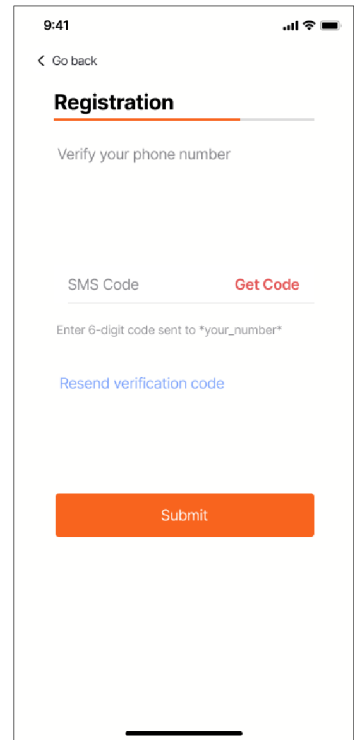 9:41
Go back
Registration
Verify your phone number
SMS Code Get Code
Enter 6-digit code sent to *your_number*
Resend verification code
Submit